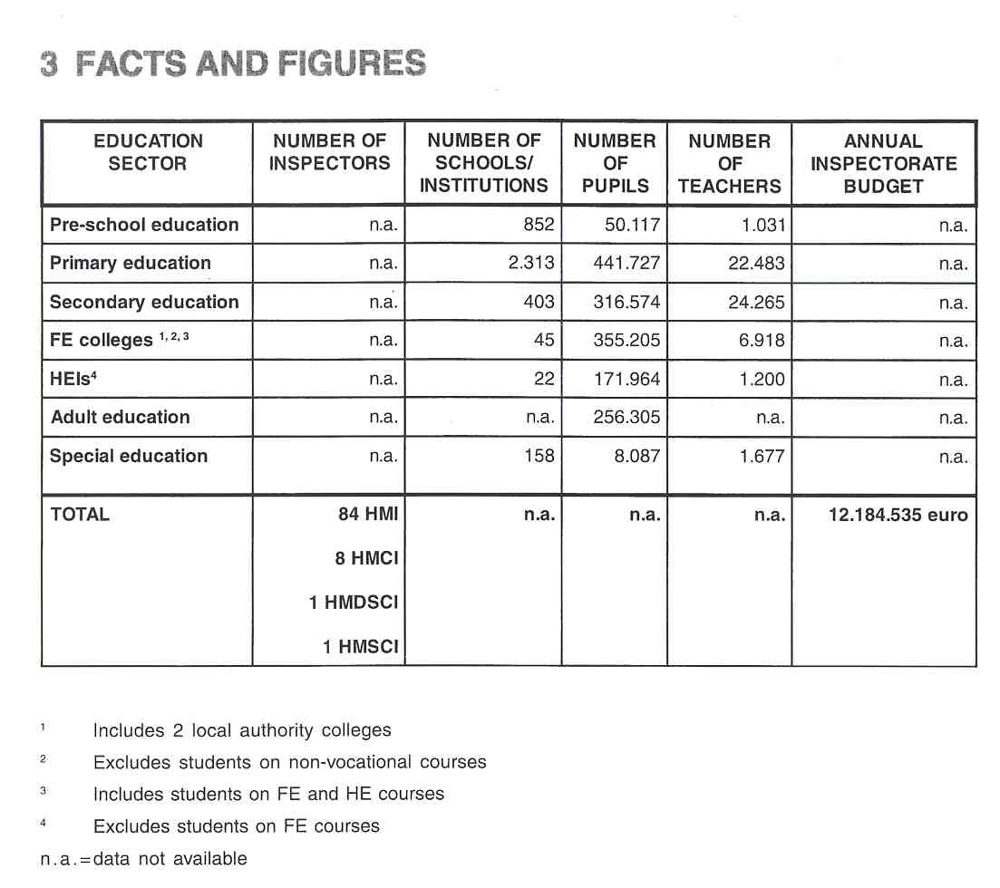 3 FACTS AND FIGURES
EDUCATION SECTOR NUMBER OF INSPECTORS NUMBER OF SCHOOLS/ INSTITUTIONS NUMBER OF PUPILS NUMBER OF TEACHERS ANNUAL INSPECTORATE BUDGET
Pre-school education n.a. 852 50.117 1.031 n.a.
Primary education n.a. 2.313 441.727 22.483 n.a.
Secondary education n.a. 403 316.574 24.265 n.a.
FE colleges 1, 2, 3 n.a. 45 355.205 6.918 n.a.
HEIs4 n.a. 22 171.964 1.200 n.a.
Adult education n.a. n.a. 256.305 n.a. n.a.
Special education n.a. 158 8.087 1.677 n.a.
TOTAL 84 HMI n.a. n.a. n.a. 12.184.535 euro
8 HMCI
1 HMDSCI
1 HMSCI
1 Includes 2 local authority colleges
2 Excludes students on non-vocational courses
3 Includes students on FE and HE courses
4 Excludes students on FE courses
n.a.=data not available